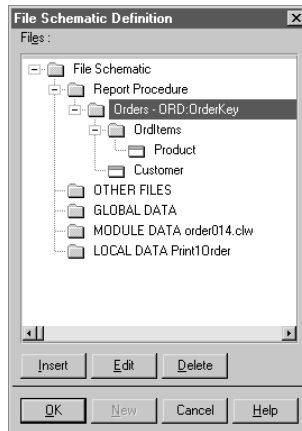 File Schematic Definition
Files :
File Schematic
Report Procedure
Orders - ORD:OrderKey
OrdItems
Product
Customer
OTHER FILES
GLOBAL DATA
MODULE DATA order014.clw
LOCAL DATA Print1Order
Insert Edit Delete
OK New Cancel Help